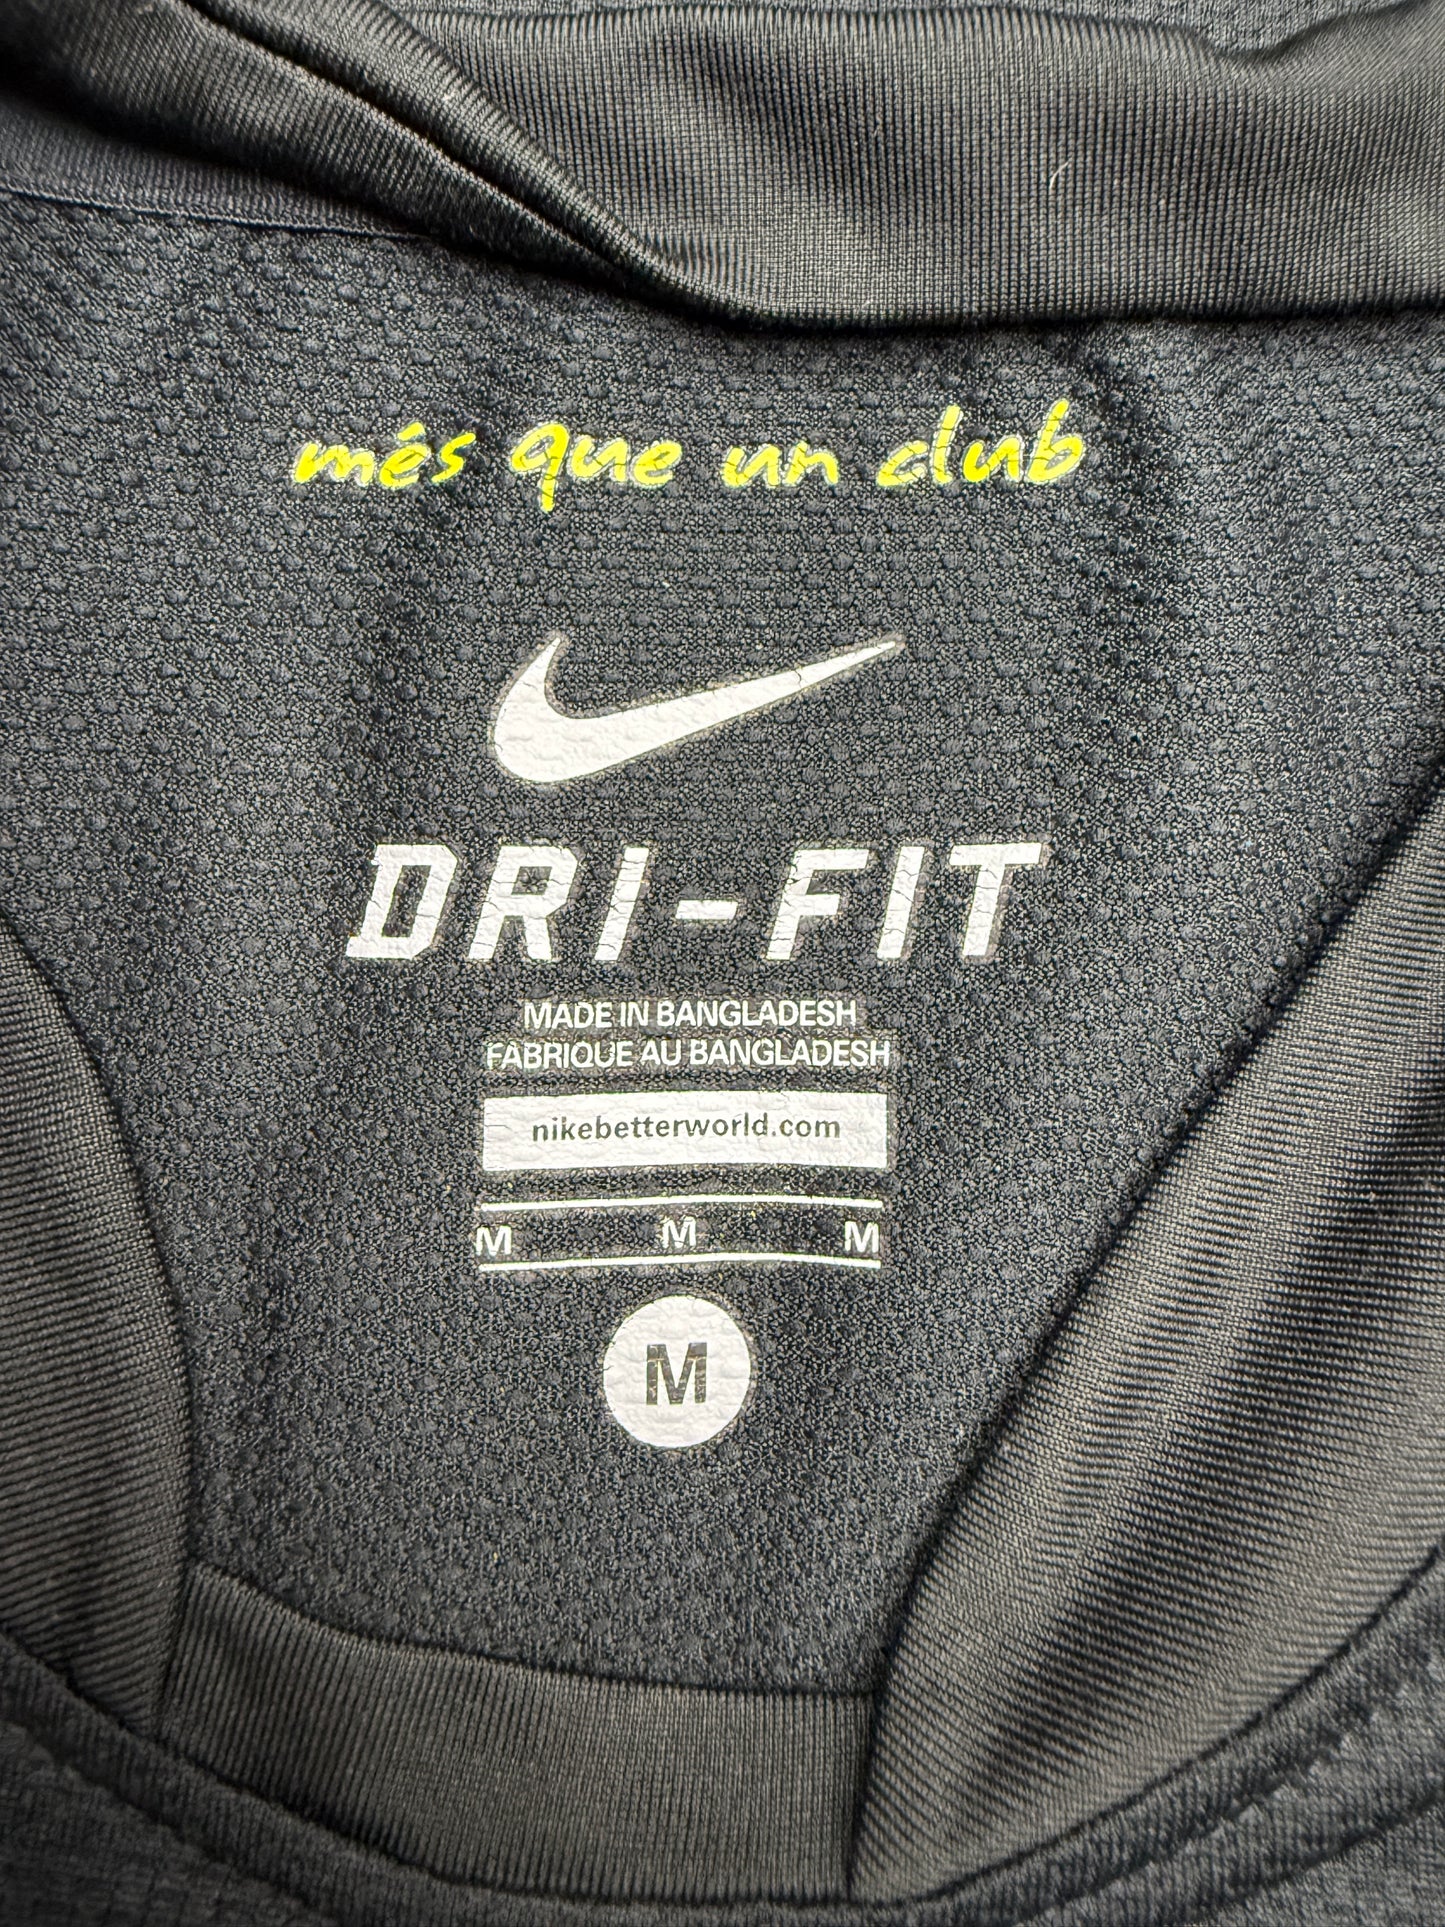 més que un club
DRI-FIT
MADE IN BANGLADESH
FABRIQUE AU BANGLADESH
nikebetterworld.com
M M M
M